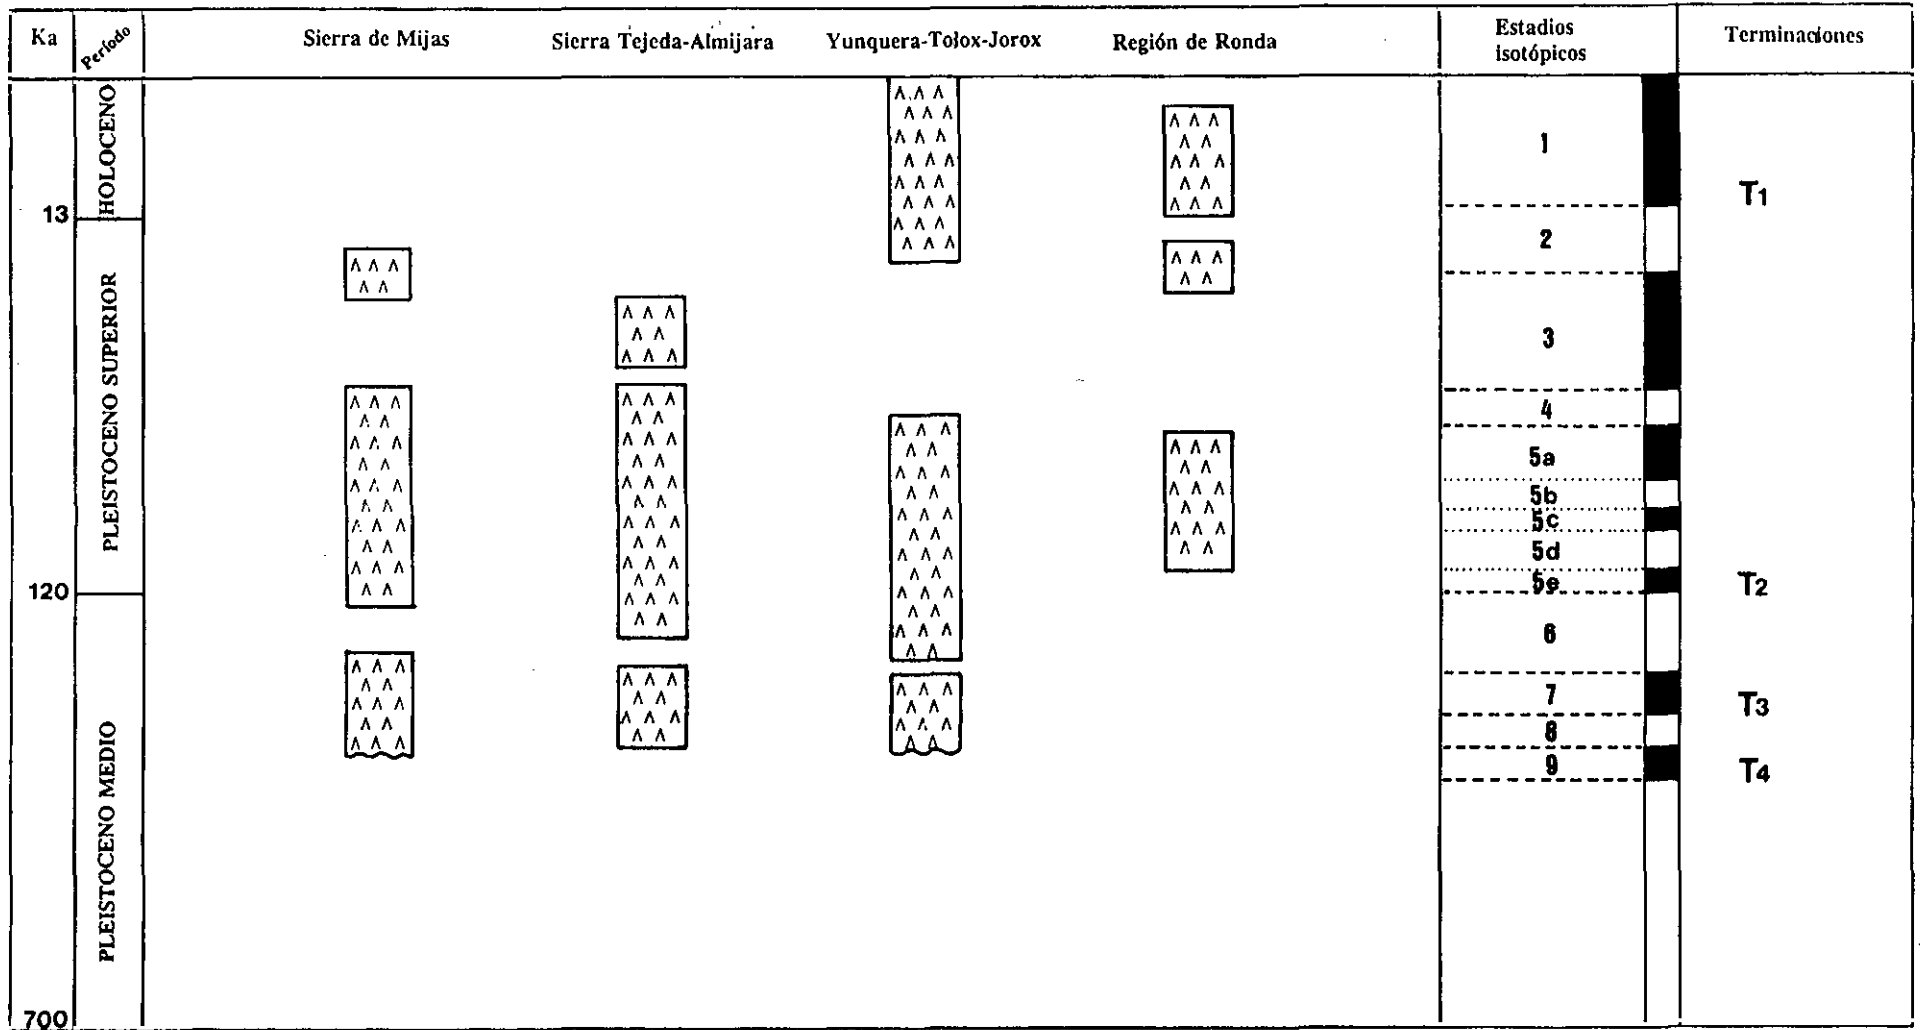 Ka
Período
Sierra de Mijas
Sierra Tejeda-Almijara
Yunquera-Tolox-Jorox
Región de Ronda
Estadios
isotópicos
Terminaciones
HOLOCENO
1
T1
13
2
PLEISTOCENO SUPERIOR
3
4
5a
5b
5c
5d
5e
120
T2
6
PLEISTOCENO MEDIO
7
T3
8
9
T4
700